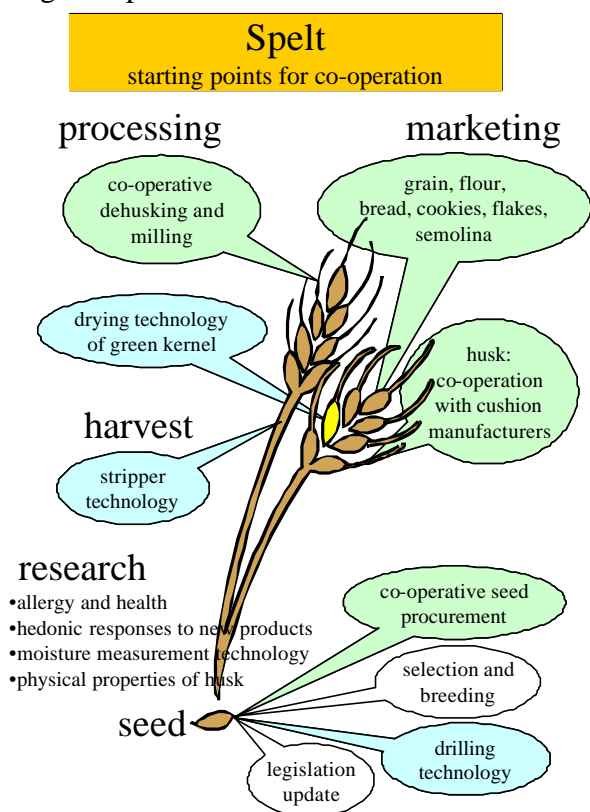 Spelt
starting points for co-operation
processing
marketing
co-operative
dehusking and
milling
grain, flour,
bread, cookies, flakes,
semolina
drying technology
of green kernel
husk:
co-operation
with cushion
manufacturers
harvest
stripper
technology
research
•allergy and health
•hedonic responses to new products
•moisture measurement technology
•physical properties of husk
co-operative seed
procurement
selection and
breeding
seed
drilling
technology
legislation
update